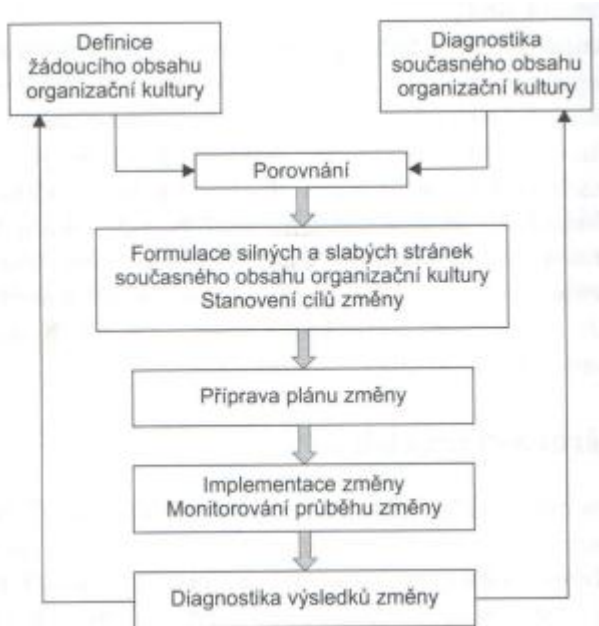 Definice
žádoucího obsahu
organizační kultury
Diagnostika
současného obsahu
organizační kultury
Porovnání
Formulace silných a slabých stránek
současného obsahu organizační kultury
Stanovení cílů změny
Příprava plánu změny
Implementace změny
Monitorování průběhu změny
Diagnostika výsledků změny